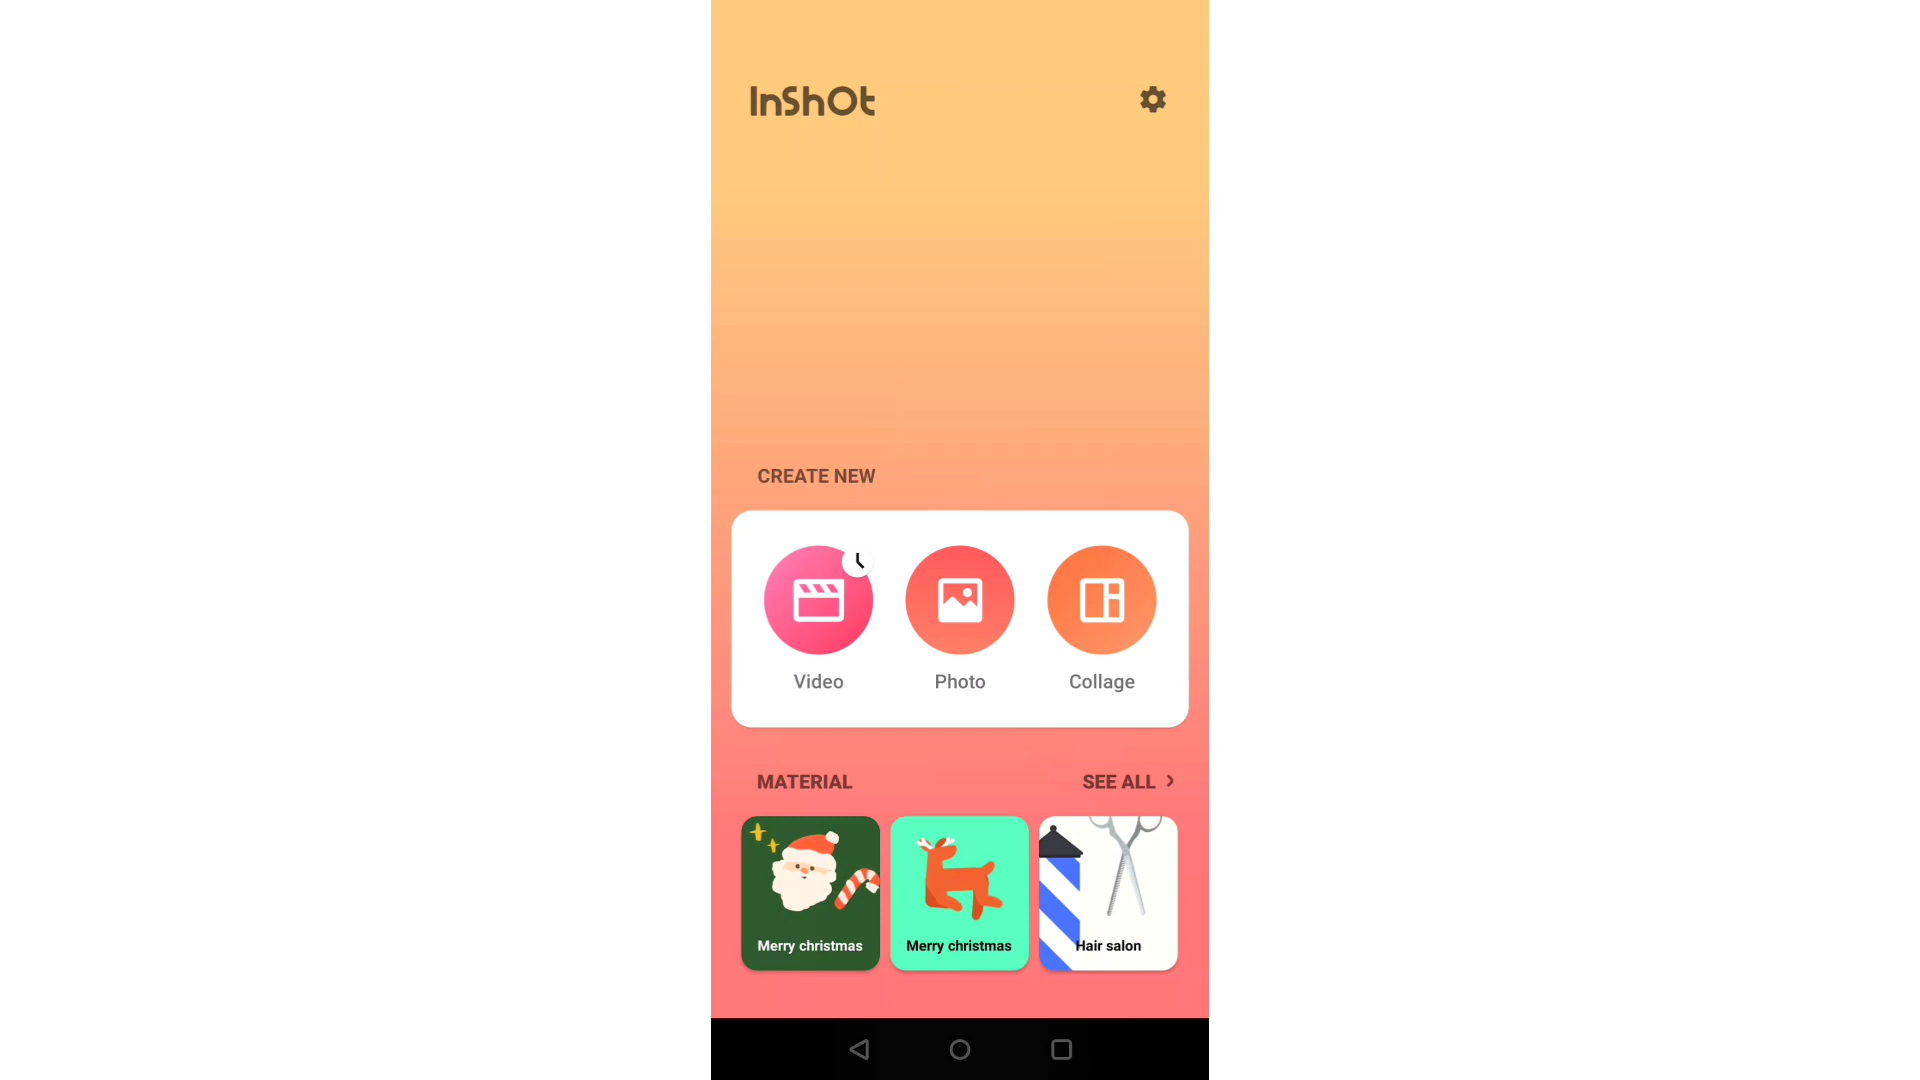 InShOt
CREATE NEW
Video
Photo
Collage
MATERIAL
SEE ALL
Merry christmas
Merry christmas
Hair salon